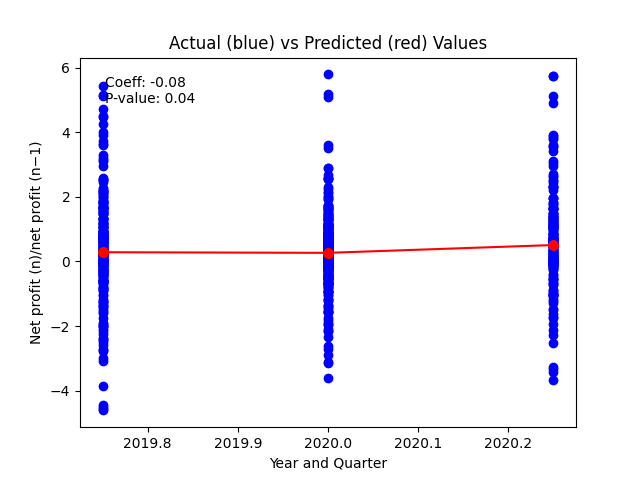 Actual (blue) vs Predicted (red) Values
Coeff: -0.08
P-value: 0.04
6
4
2
0
−2
−4
Net profit (n)/net profit (n−1)
2019.8 2019.9 2020.0 2020.1 2020.2
Year and Quarter